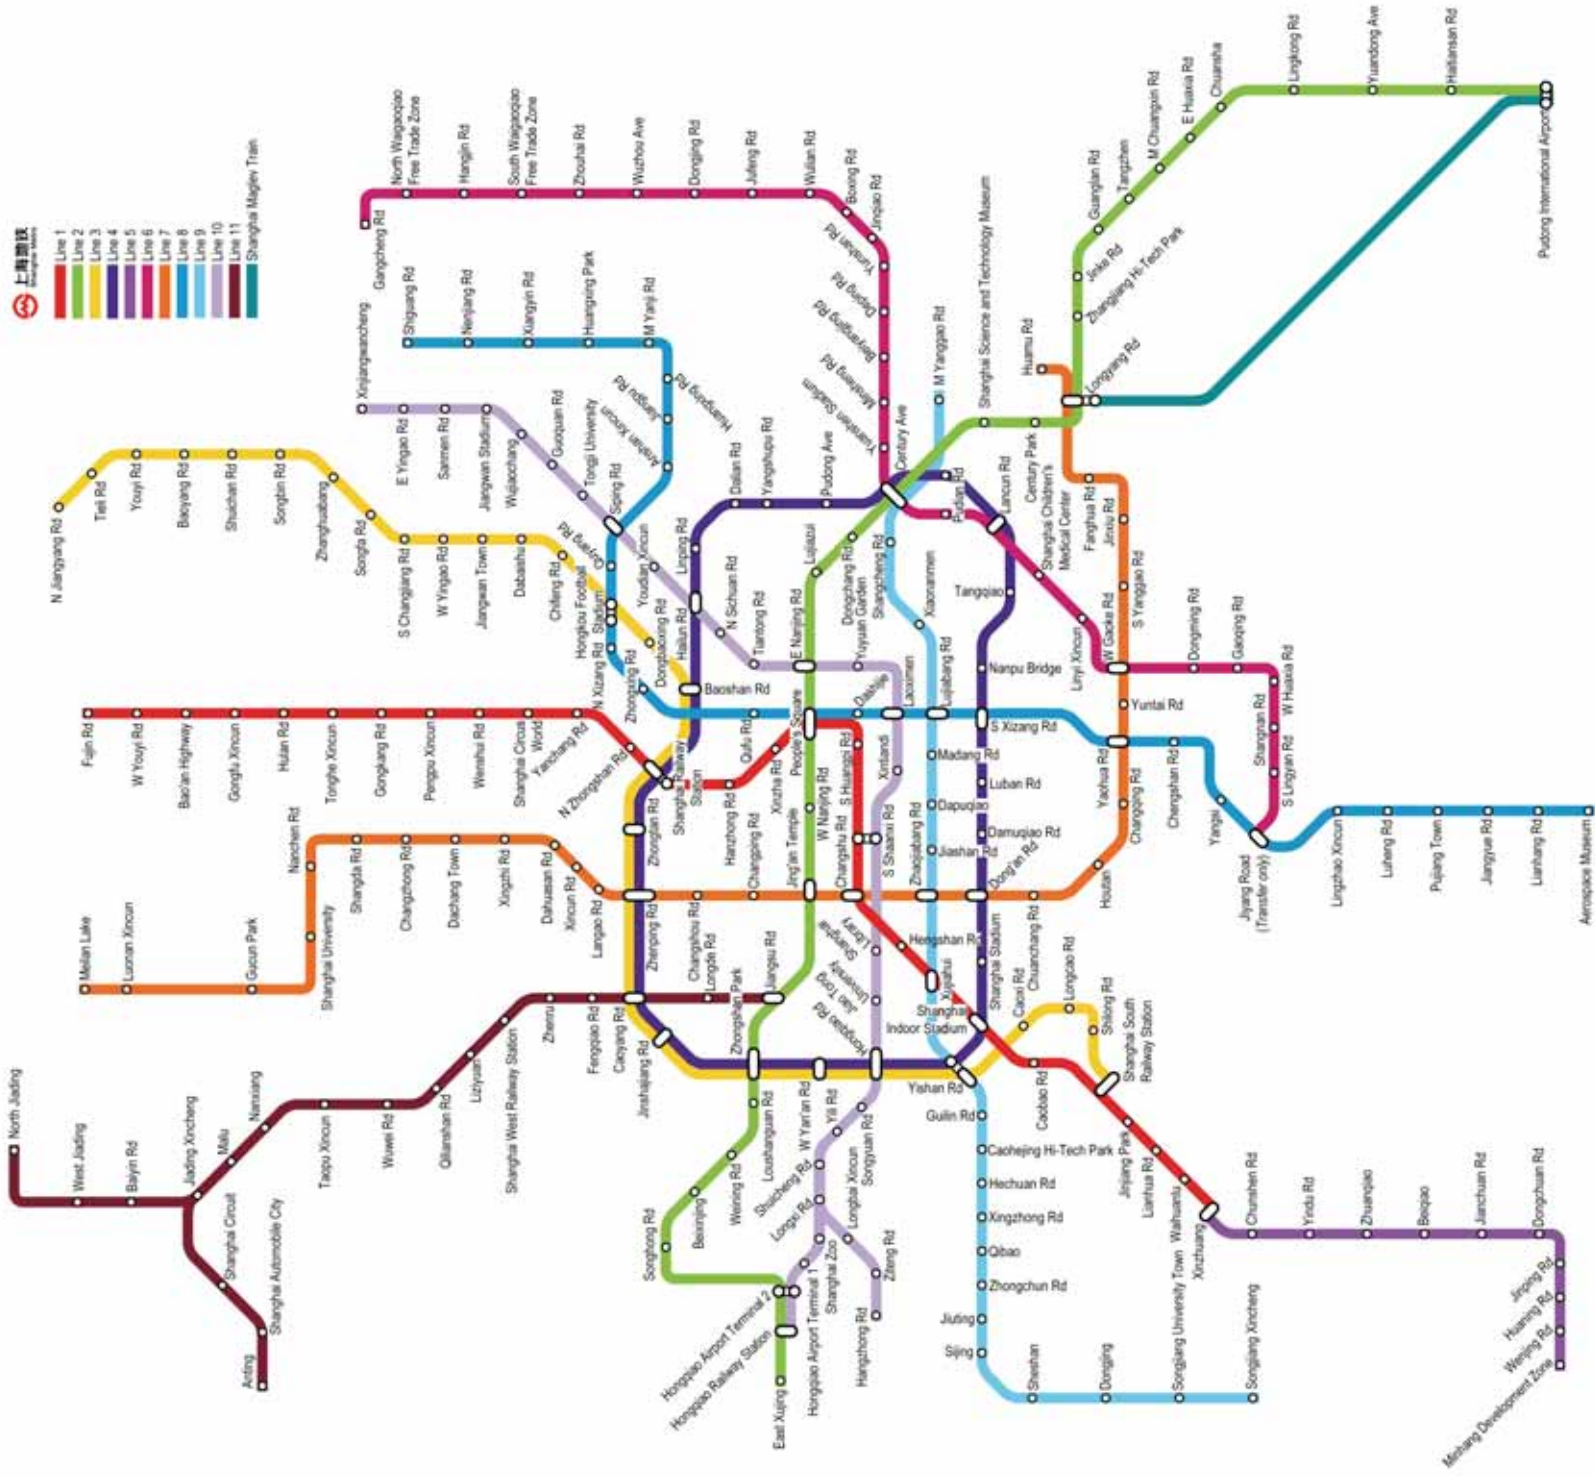 上海地铁
Shanghai Metro
Line 1
Line 2
Line 3
Line 4
Line 5
Line 6
Line 7
Line 8
Line 9
Line 10
Line 11
Shanghai Maglev Train
Fujin Rd
W Youyi Rd
Bao'an Highway
Gongfu Xincun
Hulan Rd
Tonghe Xincun
Gongkang Rd
Pengpu Xincun
Wenshui Rd
Shanghai Circus
World
Yanchang Rd
N Zhongshan Rd
Shanghai Railway
Station
Hanzhong Rd
Xinzha Rd
People's Square
S Huangpi Rd
S Shaanxi Rd
Changshu Rd
Hengshan Rd
Xujiahui
Shanghai
Indoor Stadium
Caobao Rd
Shanghai South
Railway Station
Jinjiang Park
Lianhua Rd
Waihuanlu
Xinzhuang
East Xujing
Hongqiao Railway Station
Hongqiao Airport Terminal 2
Songhong Rd
Beixinjing
Weining Rd
Loushanguan Rd
Zhongshan Park
Jiangsu Rd
Jing'an Temple
W Nanjing Rd
E Nanjing Rd
Lujiazui
Dongchang Rd
Century Ave
Shanghai Science and Technology Museum
Century Park
Longyang Rd
Zhangjiang Hi-Tech Park
Jinke Rd
Guanglan Rd
Tangzhen
M Chuangxin Rd
E Huaxia Rd
Chuansha
Lingkong Rd
Yuandong Ave
Haitiansan Rd
Pudong International Airport
N Jiangyang Rd
Tieli Rd
Youyi Rd
Baoyang Rd
Shuichan Rd
Songbin Rd
Zhanghuabang
Songfa Rd
S Changjiang Rd
W Yingao Rd
Jiangwan Town
Dabaishu
Chifeng Rd
Hongkou Football
Stadium
Dongbaoxing Rd
Baoshan Rd
Zhongtan Rd
Zhenping Rd
Caoyang Rd
Jinshajiang Rd
W Yan'an Rd
Hongqiao Rd
Yishan Rd
Caoxi Rd
Longcao Rd
Shilong Rd
Hailun Rd
Linping Rd
Dalian Rd
Yangshupu Rd
Pudong Ave
Pudian Rd
Lancun Rd
Tangqiao
Nanpu Bridge
S Xizang Rd
Luban Rd
Damuqiao Rd
Dong'an Rd
Shanghai Stadium
Chunshen Rd
Yindu Rd
Zhuanqiao
Beiqiao
Jianchuan Rd
Dongchuan Rd
Jinping Rd
Huaning Rd
Wenjing Rd
Minhang Development Zone
Gangcheng Rd
North Waigaoqiao
Free Trade Zone
Hangjin Rd
South Waigaoqiao
Free Trade Zone
Zhouhai Rd
Wuzhou Ave
Dongjing Rd
Jufeng Rd
Wulian Rd
Boxing Rd
Jinqiao Rd
Yunshan Rd
Deping Rd
Beiyangjing Rd
Minsheng Rd
Yuanshen Stadium
Shanghai Children's
Medical Center
Linyi Xincun
W Gaoke Rd
Dongming Rd
Gaoqing Rd
W Huaxia Rd
Shangnan Rd
S Lingyan Rd
Jiyang Road
(Transfer only)
Meilan Lake
Luonan Xincun
Gucun Park
Shanghai University
Nanchen Rd
Shangda Rd
Changzhong Rd
Dachang Town
Xingzhi Rd
Dahuasan Rd
Xincun Rd
Langao Rd
Changshou Rd
Changping Rd
Zhaojiabang Rd
Chuanchang Rd
Houtan
Changqing Rd
Yaohua Rd
Yuntai Rd
S Yanggao Rd
Jinxiu Rd
Fanghua Rd
Huamu Rd
Shiguang Rd
Nenjiang Rd
Xiangyin Rd
Huangxing Park
M Yanji Rd
Huangxing Rd
Jiangpu Rd
Anshan Xincun
Siping Rd
Quyang Rd
N Xizang Rd
Zhongxing Rd
Qufu Rd
Dashijie
Laoximen
Lujiabang Rd
Chengshan Rd
Yangsi
Lingzhao Xincun
Luheng Rd
Pujiang Town
Jiangyue Rd
Lianhang Rd
Aerospace Museum
M Yanggao Rd
Shangcheng Rd
Xiaonanmen
Madang Rd
Dapuqiao
Jiashan Rd
Guilin Rd
Caohejing Hi-Tech Park
Hechuan Rd
Xingzhong Rd
Qibao
Zhongchun Rd
Jiuting
Sijing
Sheshan
Dongjing
Songjiang University Town
Songjiang Xincheng
Xinjiangwancheng
E Yingao Rd
Sanmen Rd
Jiangwan Stadium
Wujiaochang
Guoquan Rd
Tongji University
Youdian Xincun
N Sichuan Rd
Tiantong Rd
Yuyuan Garden
Xintiandi
Shanghai
Library
Jiao Tong
University
Songyuan Rd
Yili Rd
Shuicheng Rd
Longxi Rd
Longbai Xincun
Ziteng Rd
Hangzhong Rd
Shanghai Zoo
Hongqiao Airport Terminal 1
North Jiading
West Jiading
Baiyin Rd
Jiading Xincheng
Malu
Nanxiang
Taopu Xincun
Wuwei Rd
Qilianshan Rd
Liziyuan
Shanghai West Railway Station
Zhenru
Fengqiao Rd
Longde Rd
Shanghai Circuit
Shanghai Automobile City
Anting